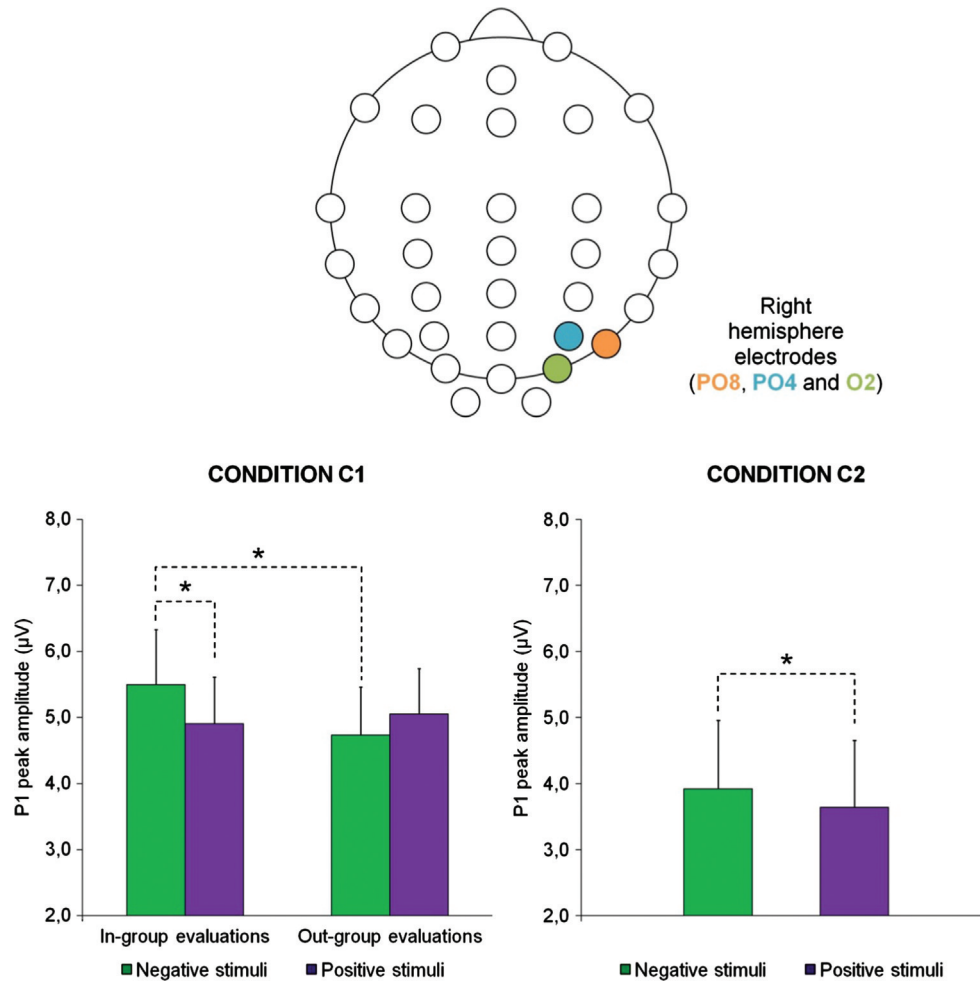 Right
hemisphere
electrodes
(PO8, PO4 and O2)
CONDITION C1
P1 peak amplitude (µV)
8,0
7,0
6,0
5,0
4,0
3,0
2,0
*
*
In-group evaluations Out-group evaluations
Negative stimuli Positive stimuli
CONDITION C2
P1 peak amplitude (µV)
8,0
7,0
6,0
5,0
4,0
3,0
2,0
*
Negative stimuli Positive stimuli